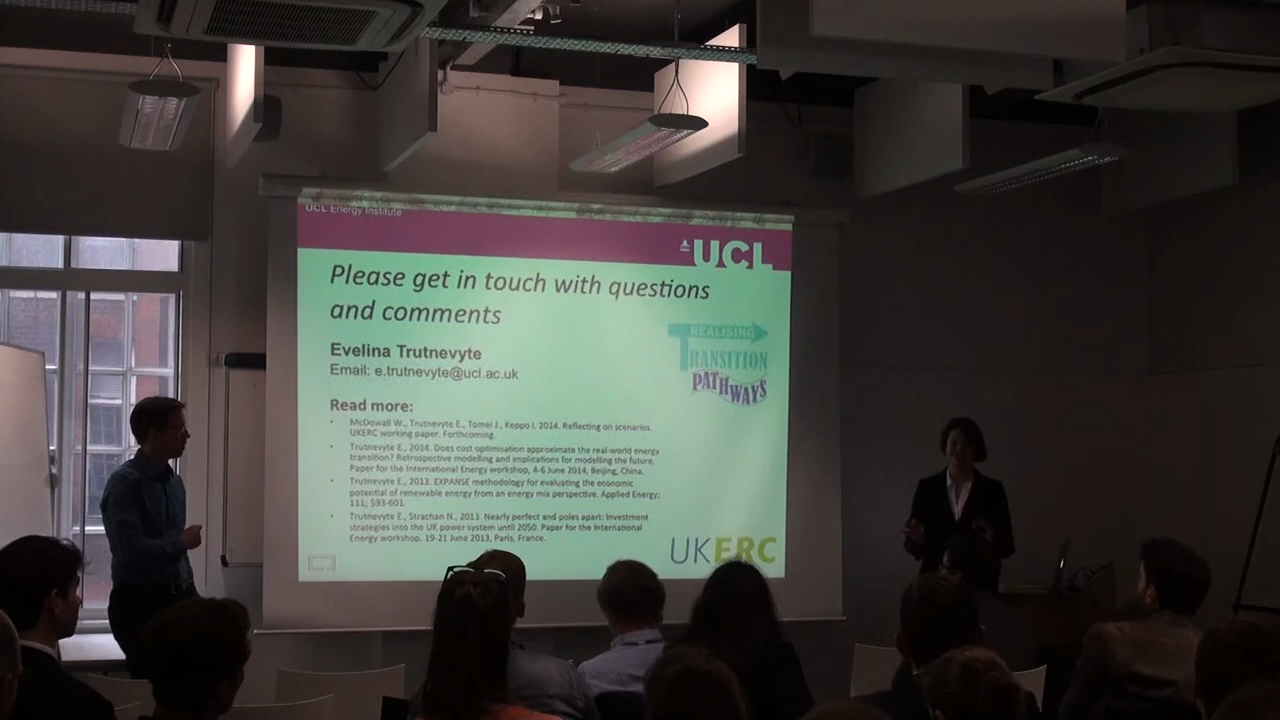 UCL Energy Institute
UCL
Please get in touch with questions
and comments
REALISING
TRANSITION
PATHWAYS
Evelina Trutnevyte
Email: e.trutnevyte@ucl.ac.uk
Read more:
• McDowall W., Trutnevyte E., Tomei J., Keppo I. 2014. Reflecting on scenarios.
UKERC working paper. Forthcoming.
• Trutnevyte E., 2014. Does cost optimisation approximate the real-world energy
transition? Retrospective modelling and implications for modelling the future.
Paper for the International Energy workshop, 4-6 June 2014, Beijing, China.
• Trutnevyte E., 2013. EXPANSE methodology for evaluating the economic
potential of renewable energy from an energy mix perspective. Applied Energy;
111; 593-601.
• Trutnevyte E., Strachan N., 2013. Nearly perfect and poles apart: Investment
strategies into the UK power system until 2050. Paper for the International
Energy workshop, 19-21 June 2013, Paris, France.
UKERC